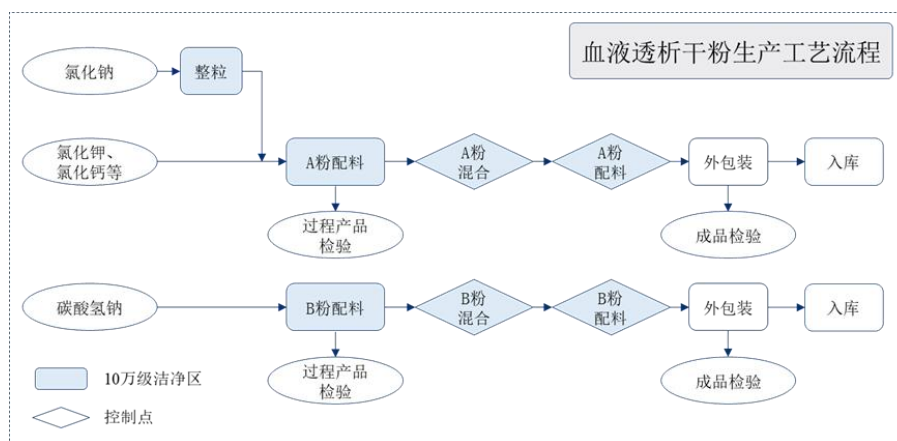 血液透析干粉生产工艺流程
氯化钠
整粒
氯化钾、
氯化钙等
A粉配料
A粉
混合
A粉
配料
外包装
入库
过程产品
检验
成品检验
碳酸氢钠
B粉配料
B粉
混合
B粉
配料
外包装
入库
过程产品
检验
成品检验
10万级洁净区
控制点